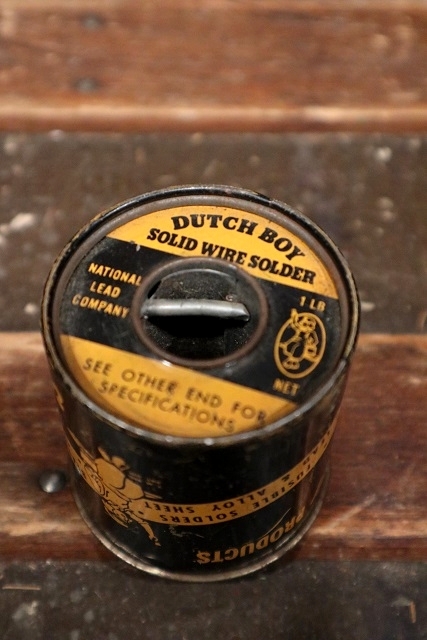 DUTCH BOY
SOLID WIRE SOLDER
NATIONAL
LEAD
COMPANY
1 LB
NET
SEE OTHER END FOR
SPECIFICATIONS
FUSIBLE ALLOY
SOLDERS • SHEET
PRODUCTS